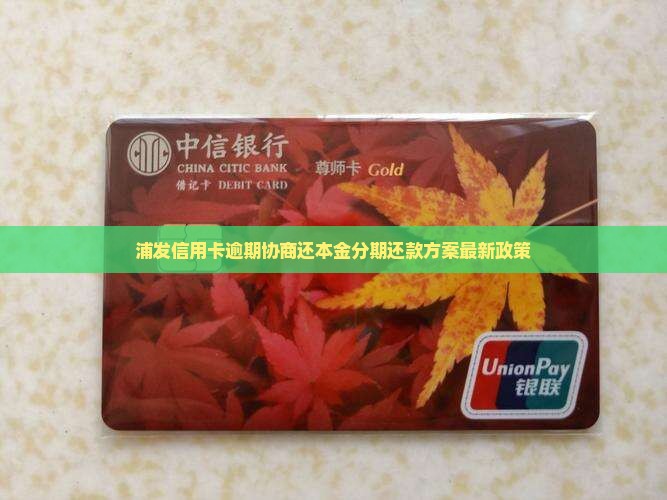 中信银行
CHINA CITIC BANK
借记卡 DEBIT CARD
尊师卡 Gold
浦发信用卡逾期协商还本金分期还款方案最新政策
UnionPay
银联